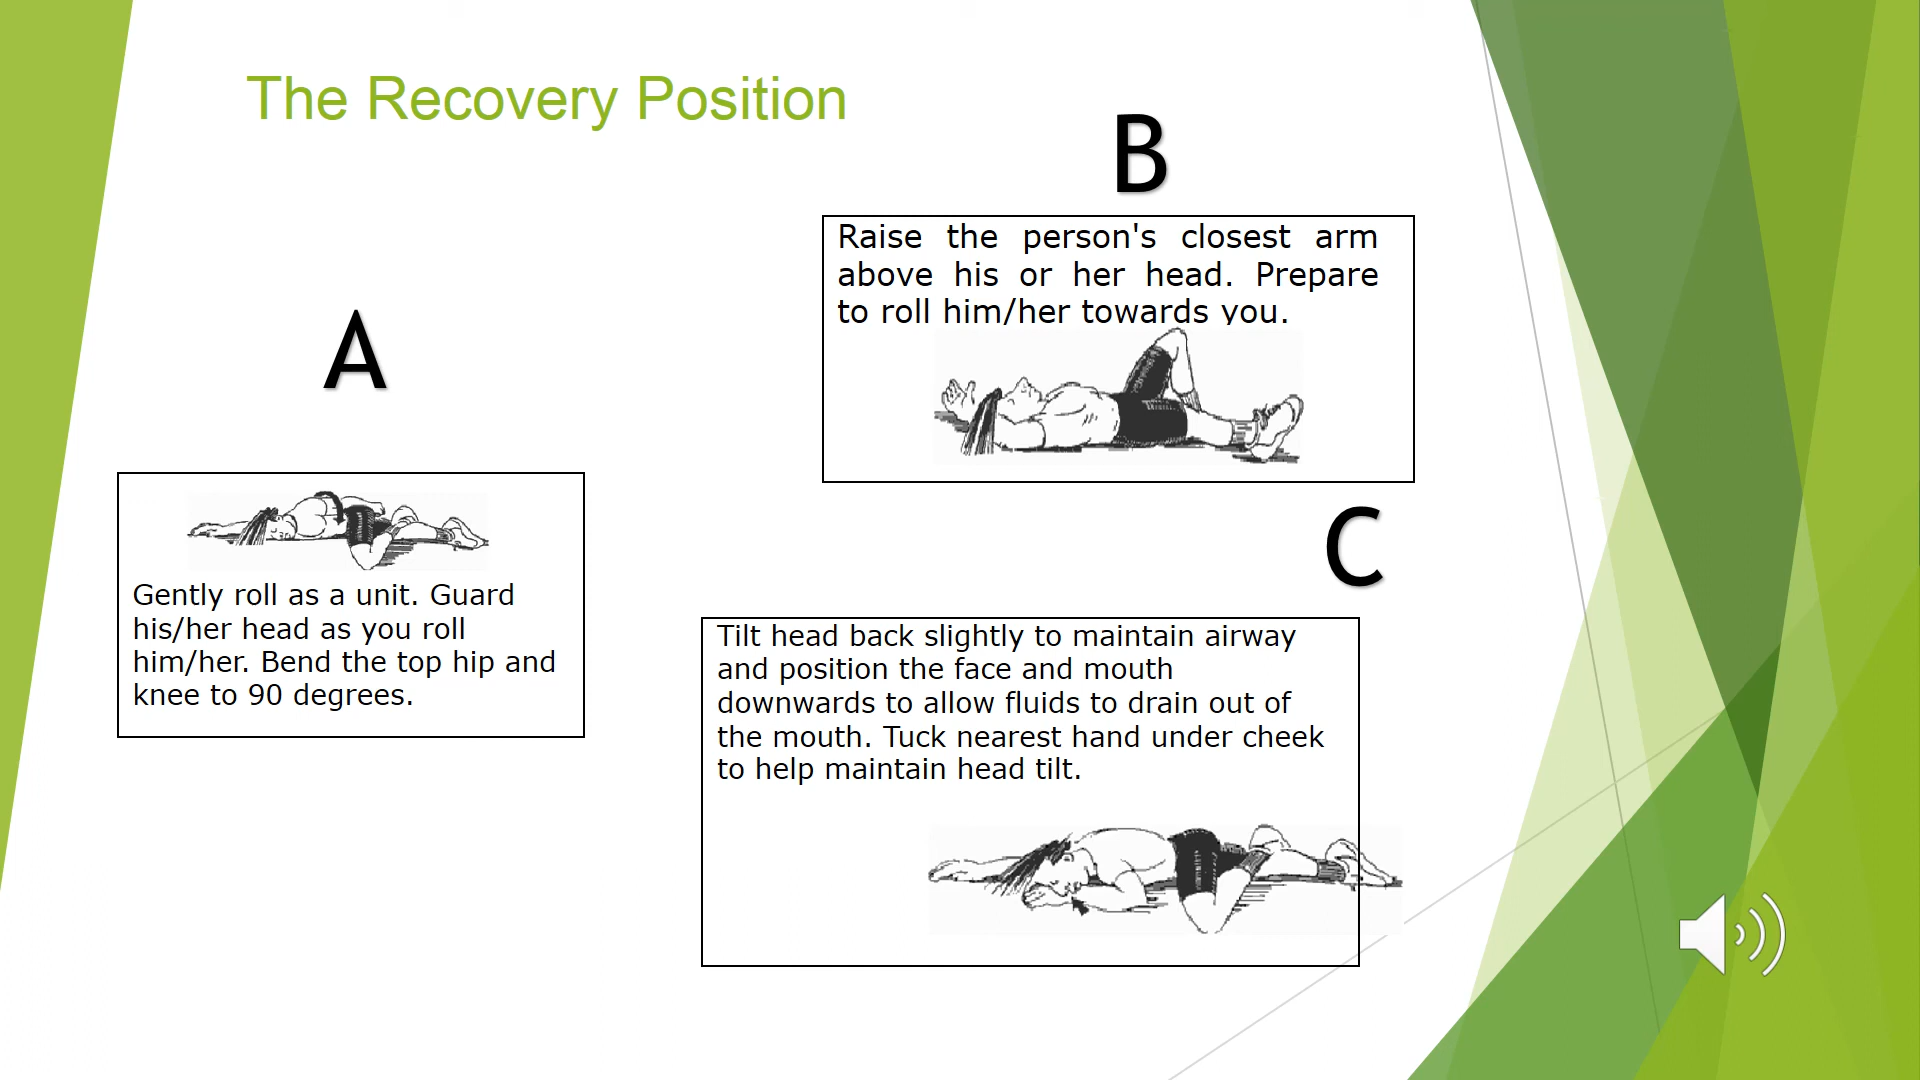 The Recovery Position
A
Gently roll as a unit. Guard
his/her head as you roll
him/her. Bend the top hip and
knee to 90 degrees.
B
Raise the person's closest arm
above his or her head. Prepare
to roll him/her towards you.
C
Tilt head back slightly to maintain airway
and position the face and mouth
downwards to allow fluids to drain out of
the mouth. Tuck nearest hand under cheek
to help maintain head tilt.